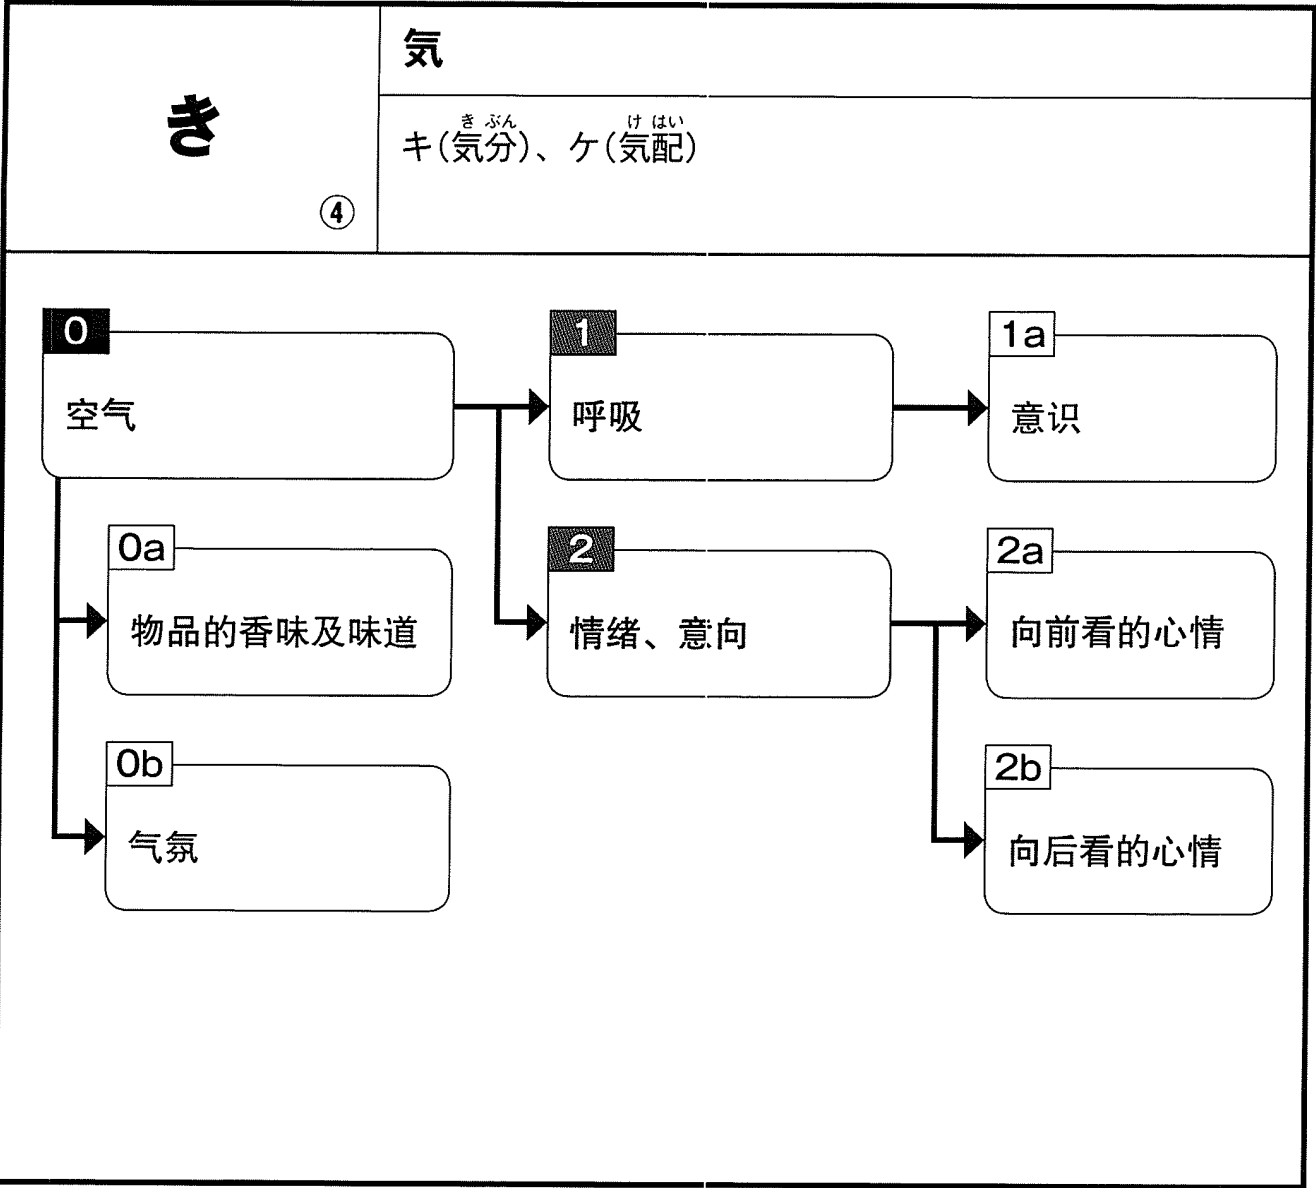 き
④
気
キ(気分)、ケ(気配)
きぶん
けはい
0
空气
1
呼吸
1a
意识
0a
物品的香味及味道
2
情绪、意向
2a
向前看的心情
0b
气氛
2b
向后看的心情